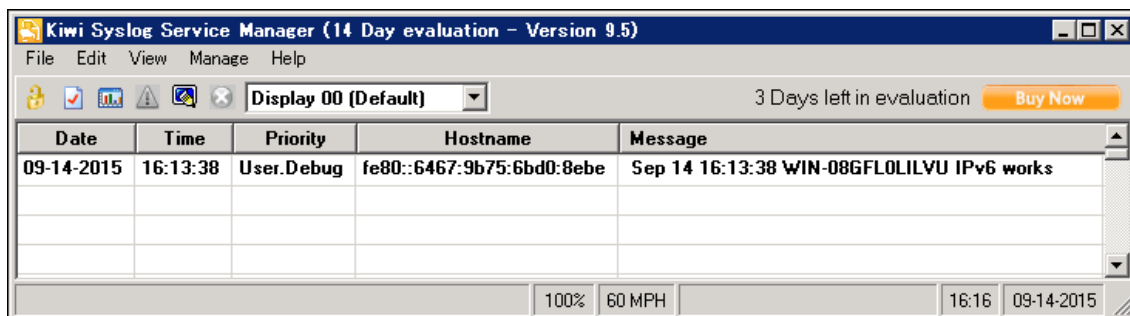 Kiwi Syslog Service Manager (14 Day evaluation - Version 9.5)
File Edit View Manage Help
Display 00 (Default) 3 Days left in evaluation Buy Now
Date Time Priority Hostname Message
09-14-2015 16:13:38 User.Debug fe80::6467:9b75:6bd0:8ebe Sep 14 16:13:38 WIN-08GFL0LILVU IPv6 works
100% 60 MPH 16:16 09-14-2015